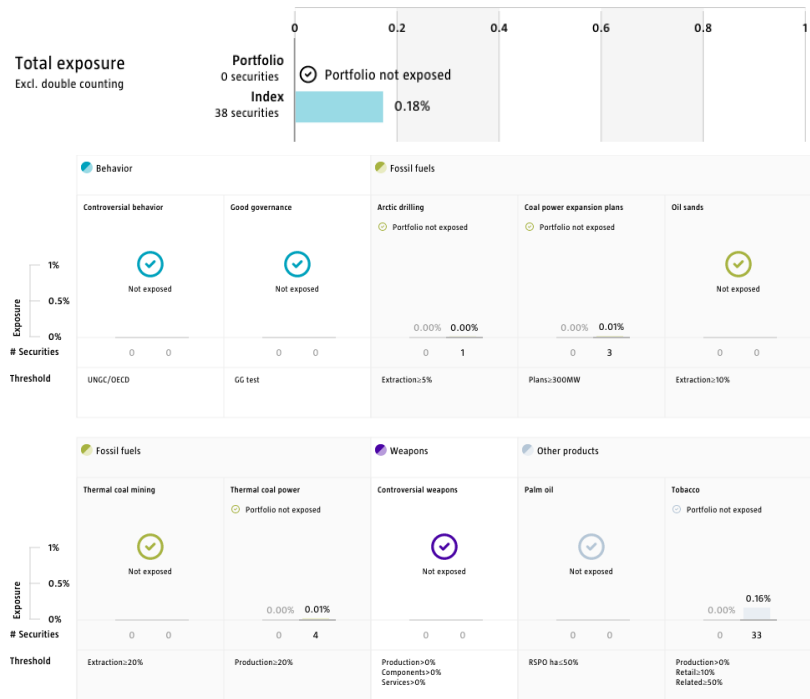 0 0.2 0.4 0.6 0.8 1
Total exposure
Excl. double counting
Portfolio
0 securities
Portfolio not exposed
Index
38 securities
0.18%
Behavior
Fossil fuels
Controversial behavior
Good governance
Arctic drilling
Coal power expansion plans
Oil sands
Portfolio not exposed
Portfolio not exposed
Exposure
1%
0.5%
0%
Not exposed
Not exposed
0.00% 0.00%
0.00% 0.01%
Not exposed
# Securities
0 0
0 0
0 1
0 3
0 0
Threshold
UNGC/OECD
GG test
Extraction≥5%
Plans≥300MW
Extraction≥10%
Fossil fuels
Weapons
Other products
Thermal coal mining
Thermal coal power
Controversial weapons
Palm oil
Tobacco
Portfolio not exposed
Portfolio not exposed
Exposure
1%
0.5%
0%
Not exposed
0.00% 0.01%
Not exposed
Not exposed
0.00% 0.16%
# Securities
0 0
0 4
0 0
0 0
0 33
Threshold
Extraction≥20%
Production≥20%
Production>0%
Components>0%
Services>0%
RSPO ha≤50%
Production>0%
Retail≥10%
Related≥50%